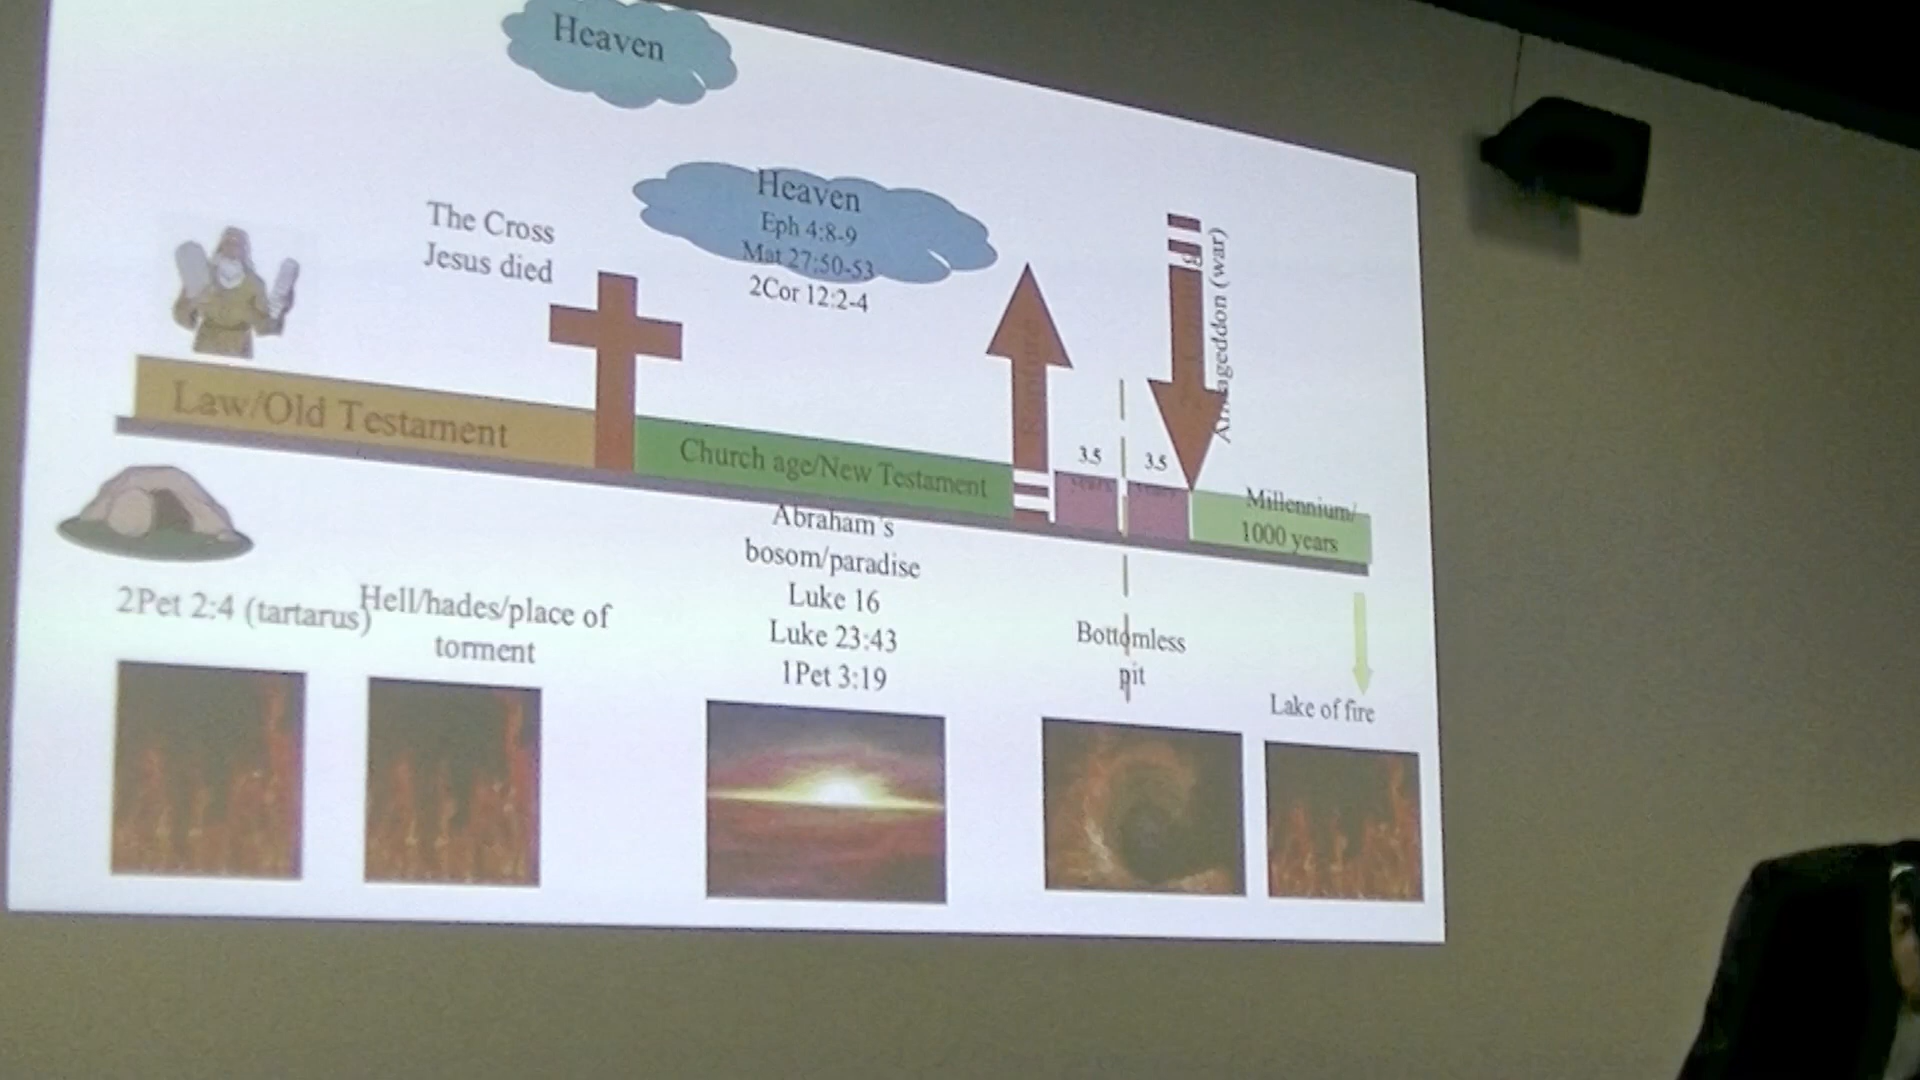 Heaven
Heaven
Eph 4:8-9
Mat 27:50-53
2Cor 12:2-4
The Cross
Jesus died
Rapture
Armageddon (war)
Law/Old Testament
Church age/New Testament
3.5
years
3.5
years
Millennium/
1000 years
Abraham's
bosom/paradise
Luke 16
Luke 23:43
1Pet 3:19
2Pet 2:4 (tartarus)
Hell/hades/place of
torment
Bottomless
pit
Lake of fire